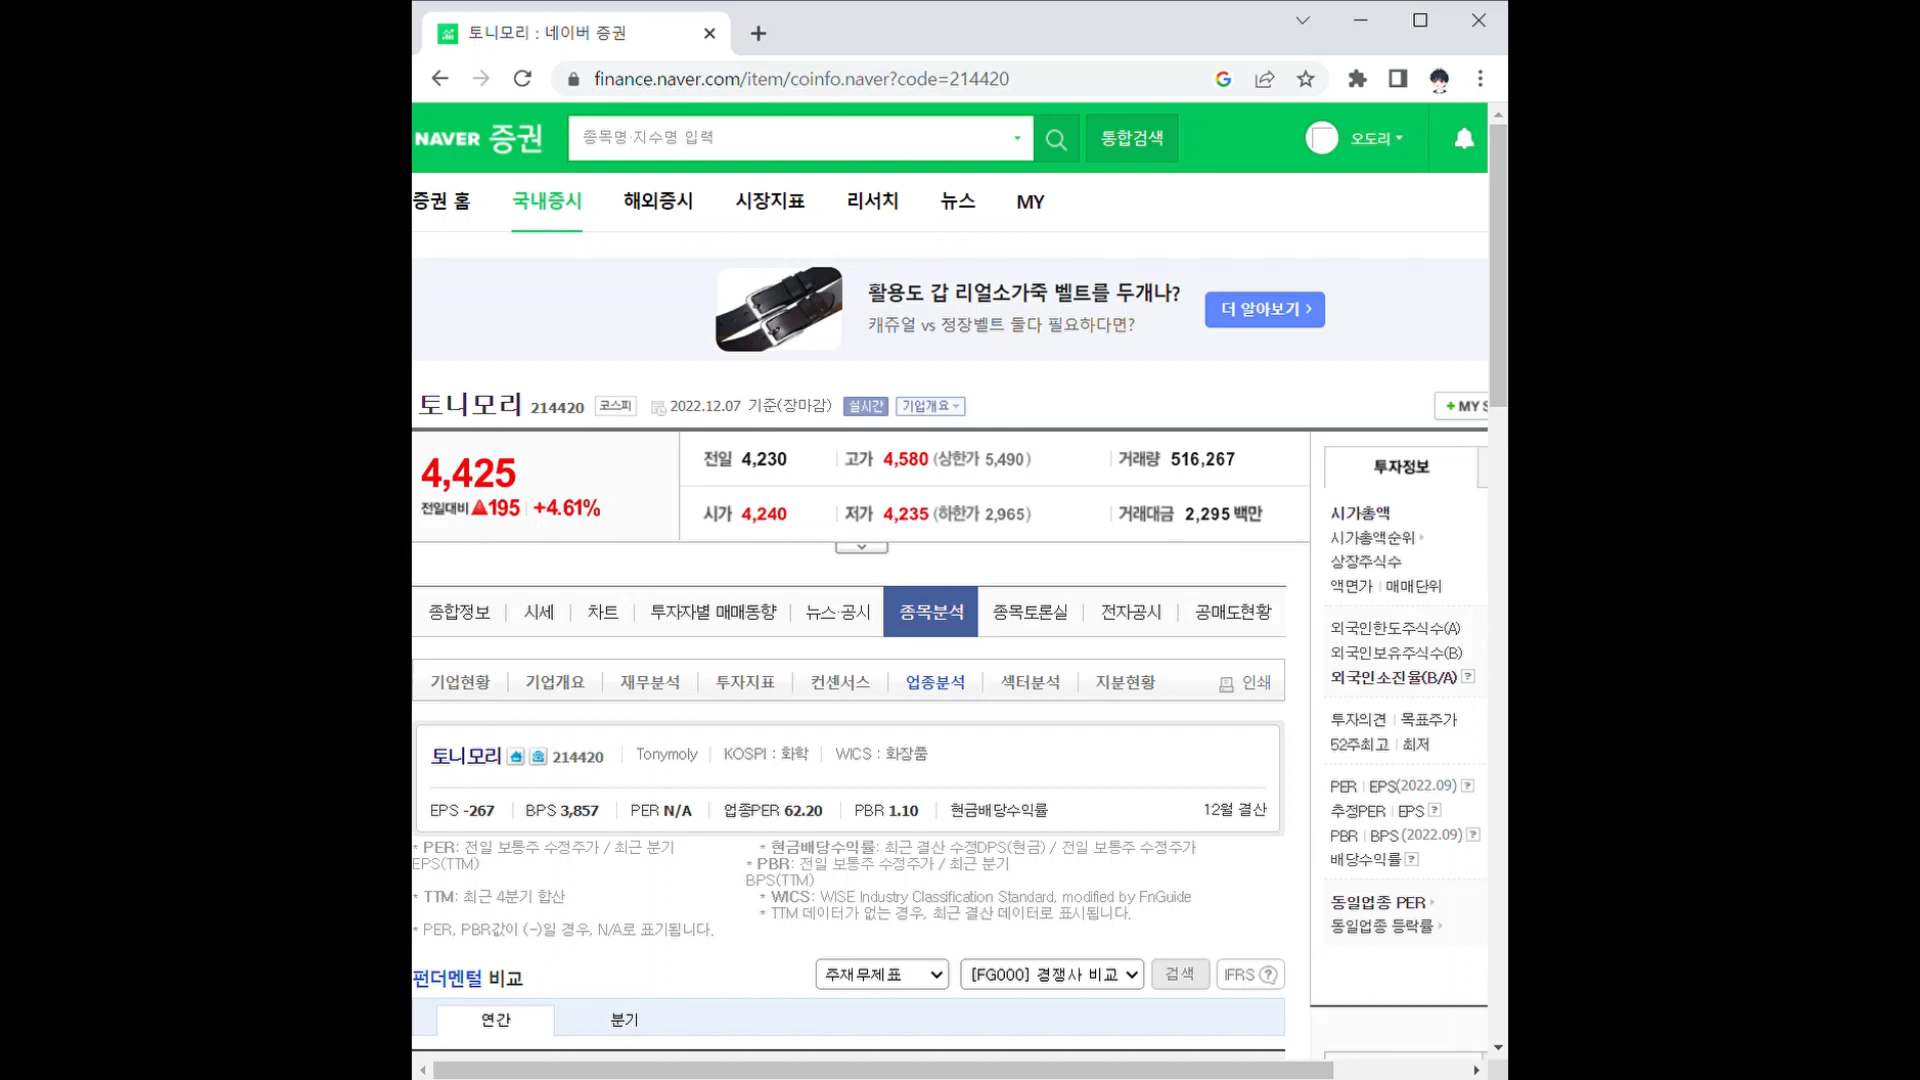 토니모리 : 네이버 증권
finance.naver.com/item/coinfo.naver?code=214420
NAVER 증권
종목명·지수명 입력
통합검색
오도리
증권 홈 국내증시 해외증시 시장지표 리서치 뉴스 MY
활용도 갑 리얼소가죽 벨트를 두개나?
캐쥬얼 vs 정장벨트 둘다 필요하다면?
더 알아보기 >
토니모리 214420 코스피 2022.12.07 기준(장마감) 실시간 기업개요
+ MY S
4,425
전일대비 ▲195 +4.61%
전일 4,230 고가 4,580 (상한가 5,490) 거래량 516,267
시가 4,240 저가 4,235 (하한가 2,965) 거래대금 2,295 백만
종합정보 시세 차트 투자자별 매매동향 뉴스·공시 종목분석 종목토론실 전자공시 공매도현황
기업현황 기업개요 재무분석 투자지표 컨센서스 업종분석 섹터분석 지분현황 인쇄
토니모리 214420 Tonymoly KOSPI : 화학 WICS : 화장품
EPS -267 BPS 3,857 PER N/A 업종PER 62.20 PBR 1.10 현금배당수익률 12월 결산
* PER: 전일 보통주 수정주가 / 최근 분기
EPS(TTM)
* TTM: 최근 4분기 합산
* PER, PBR값이 (-)일 경우, N/A로 표기됩니다.
* 현금배당수익률: 최근 결산 수정DPS(현금) / 전일 보통주 수정주가
* PBR: 전일 보통주 수정주가 / 최근 분기
BPS(TTM)
* WICS: WISE Industry Classification Standard, modified by FnGuide
* TTM 데이터가 없는 경우, 최근 결산 데이터로 표시됩니다.
펀더멘털 비교
주재무제표 [FG000] 경쟁사 비교 검색 IFRS ?
연간 분기
투자정보
시가총액
시가총액순위
상장주식수
액면가 | 매매단위
외국인한도주식수(A)
외국인보유주식수(B)
외국인소진율(B/A) ?
투자의견 | 목표주가
52주최고 | 최저
PER | EPS(2022.09) ?
추정PER | EPS ?
PBR | BPS (2022.09) ?
배당수익률 ?
동일업종 PER
동일업종 등락률